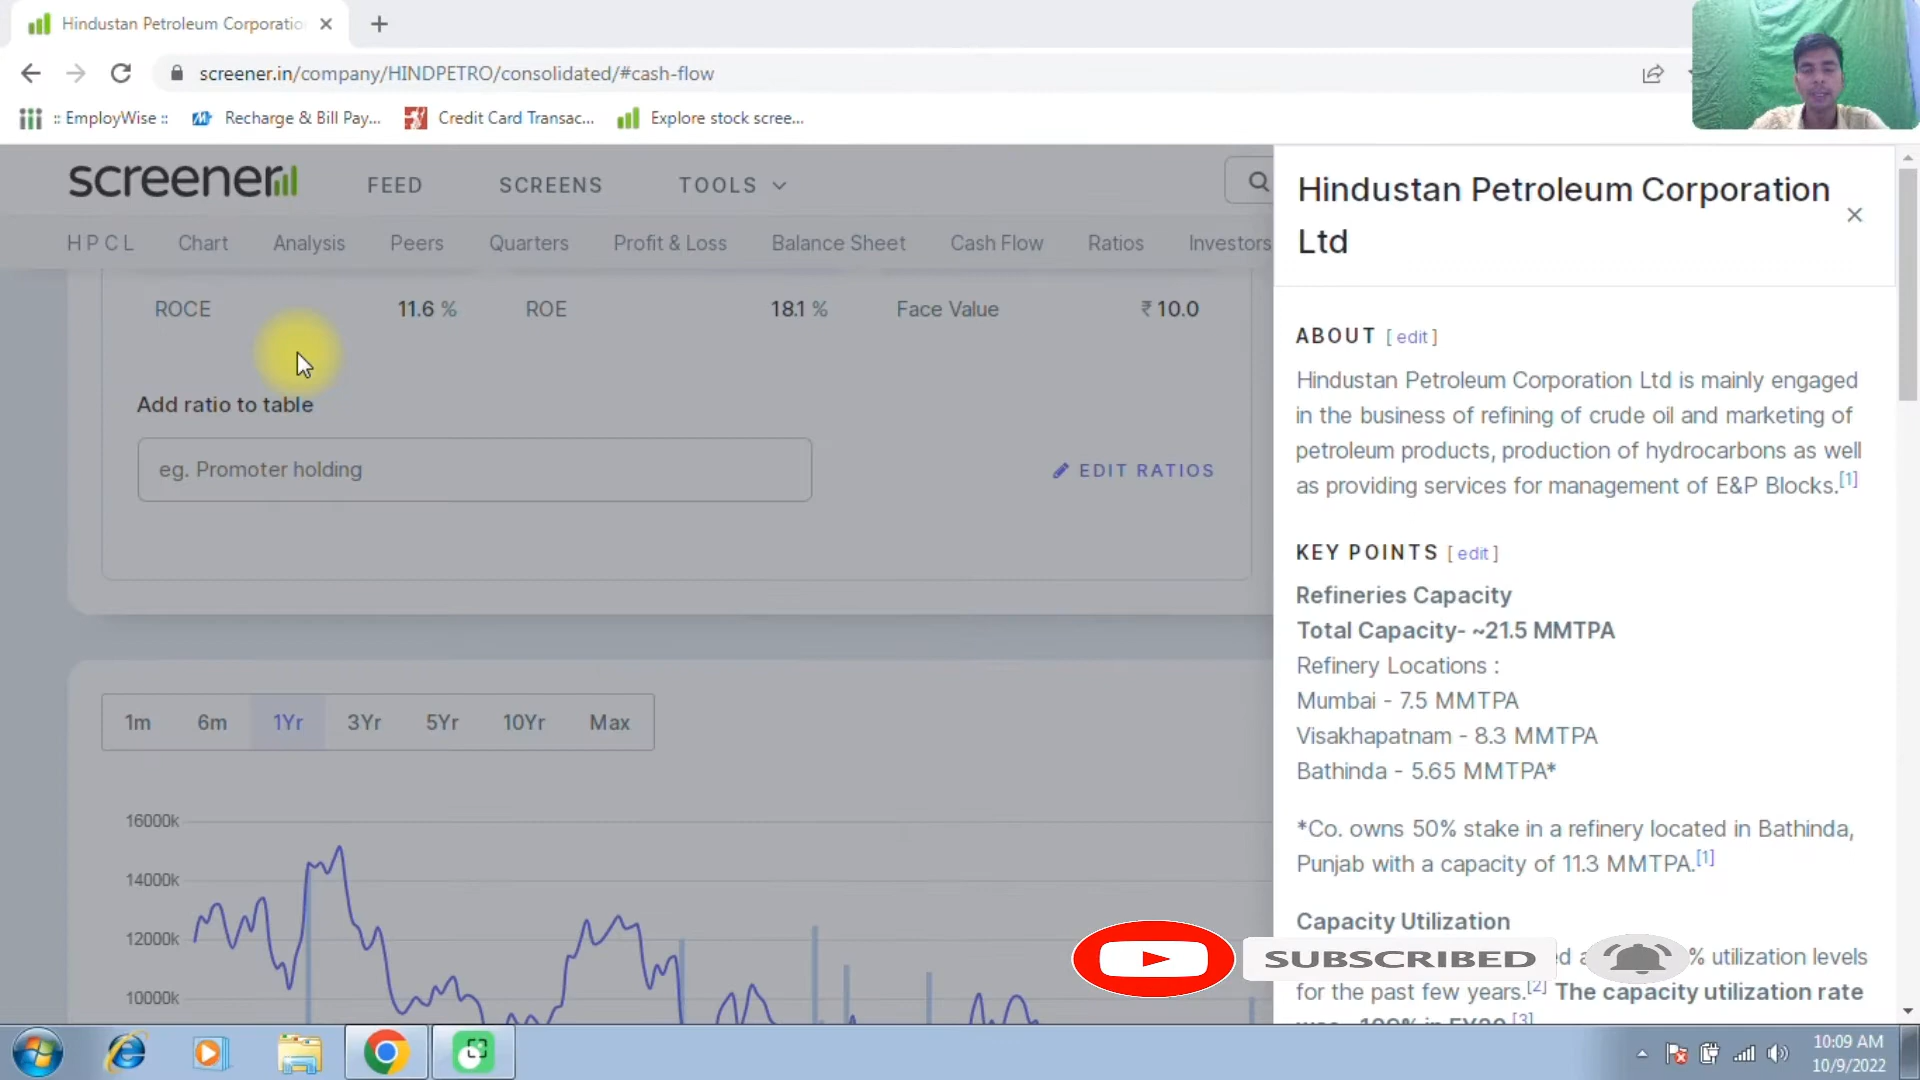 Hindustan Petroleum Corporatio
screener.in/company/HINDPETRO/consolidated/#cash-flow
:: EmployWise :: Recharge & Bill Pay... Credit Card Transac... Explore stock scree...
screener FEED SCREENS TOOLS
H P C L Chart Analysis Peers Quarters Profit & Loss Balance Sheet Cash Flow Ratios Investors
ROCE 11.6 % ROE 18.1 % Face Value ₹ 10.0
Add ratio to table
eg. Promoter holding
EDIT RATIOS
1m 6m 1Yr 3Yr 5Yr 10Yr Max
16000k
14000k
12000k
10000k
Hindustan Petroleum Corporation
Ltd
ABOUT [ edit ]
Hindustan Petroleum Corporation Ltd is mainly engaged
in the business of refining of crude oil and marketing of
petroleum products, production of hydrocarbons as well
as providing services for management of E&P Blocks.[1]
KEY POINTS [ edit ]
Refineries Capacity
Total Capacity- ~21.5 MMTPA
Refinery Locations :
Mumbai - 7.5 MMTPA
Visakhapatnam - 8.3 MMTPA
Bathinda - 5.65 MMTPA*
*Co. owns 50% stake in a refinery located in Bathinda,
Punjab with a capacity of 11.3 MMTPA.[1]
Capacity Utilization
% utilization levels
for the past few years.[2] The capacity utilization rate
100% in FY20 [3]
SUBSCRIBED
10:09 AM
10/9/2022